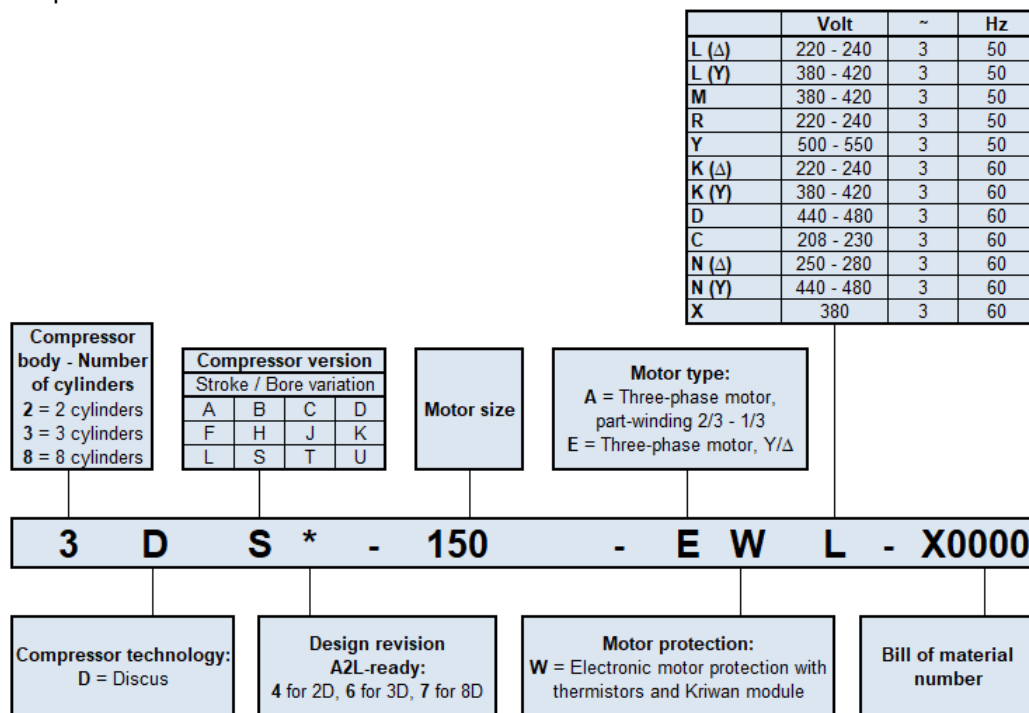 Volt ~ Hz
L (Δ) 220 - 240 3 50
L (Y) 380 - 420 3 50
M 380 - 420 3 50
R 220 - 240 3 50
Y 500 - 550 3 50
K (Δ) 220 - 240 3 60
K (Y) 380 - 420 3 60
D 440 - 480 3 60
C 208 - 230 3 60
N (Δ) 250 - 280 3 60
N (Y) 440 - 480 3 60
X 380 3 60
Compressor
body - Number
of cylinders
2 = 2 cylinders
3 = 3 cylinders
8 = 8 cylinders
Compressor version
Stroke / Bore variation
A B C D
F H J K
L S T U
Motor size
Motor type:
A = Three-phase motor,
part-winding 2/3 - 1/3
E = Three-phase motor, Y/Δ
3 D S * - 150 - E W L - X0000
Compressor technology:
D = Discus
Design revision
A2L-ready:
4 for 2D, 6 for 3D, 7 for 8D
Motor protection:
W = Electronic motor protection with
thermistors and Kriwan module
Bill of material
number